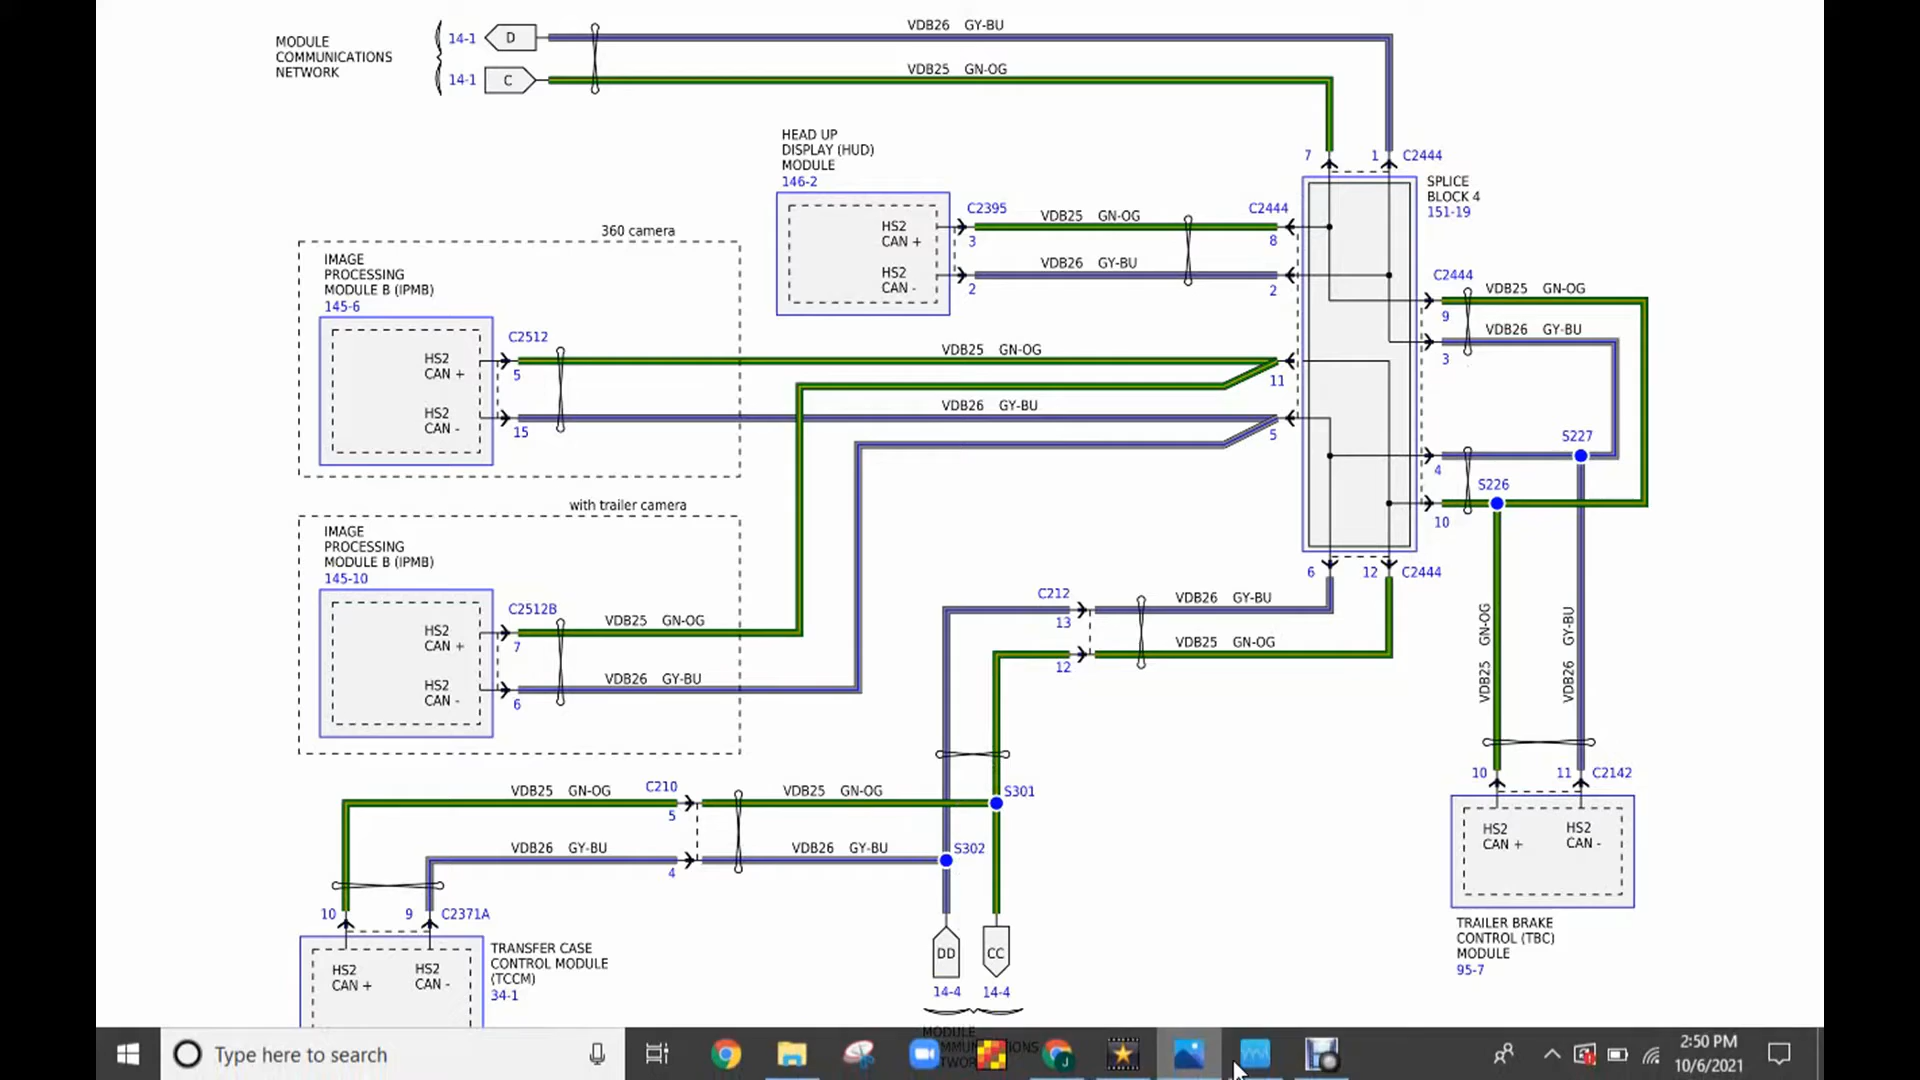 VDB26 GY-BU
MODULE
COMMUNICATIONS
NETWORK
14-1
D
14-1
C
VDB25 GN-OG
HEAD UP
DISPLAY (HUD)
MODULE
146-2
7
1
C2444
SPLICE
BLOCK 4
151-19
HS2
CAN +
HS2
CAN -
C2395
3
2
VDB25 GN-OG
VDB26 GY-BU
C2444
8
2
360 camera
IMAGE
PROCESSING
MODULE B (IPMB)
145-6
HS2
CAN +
HS2
CAN -
C2512
5
15
VDB25 GN-OG
VDB26 GY-BU
11
5
C2444
9
3
VDB25 GN-OG
VDB26 GY-BU
S227
4
S226
10
with trailer camera
IMAGE
PROCESSING
MODULE B (IPMB)
145-10
HS2
CAN +
HS2
CAN -
C2512B
7
6
VDB25 GN-OG
VDB26 GY-BU
6
12
C2444
C212
13
12
VDB26 GY-BU
VDB25 GN-OG
VDB25 GN-OG
VDB26 GY-BU
10
11
C2142
HS2
CAN +
HS2
CAN -
TRAILER BRAKE
CONTROL (TBC)
MODULE
95-7
VDB25 GN-OG
C210
5
VDB25 GN-OG
S301
VDB26 GY-BU
4
VDB26 GY-BU
S302
10
9
C2371A
HS2
CAN +
HS2
CAN -
TRANSFER CASE
CONTROL MODULE
(TCCM)
34-1
DD
CC
14-4
14-4
MODULE
Type here to search
2:50 PM
10/6/2021